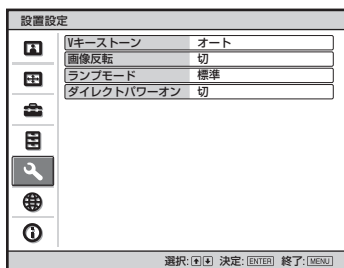 設置設定
Vキーストーン オート
画像反転 切
ランプモード 標準
ダイレクトパワーオン 切
選択: 決定: ENTER 終了: MENU